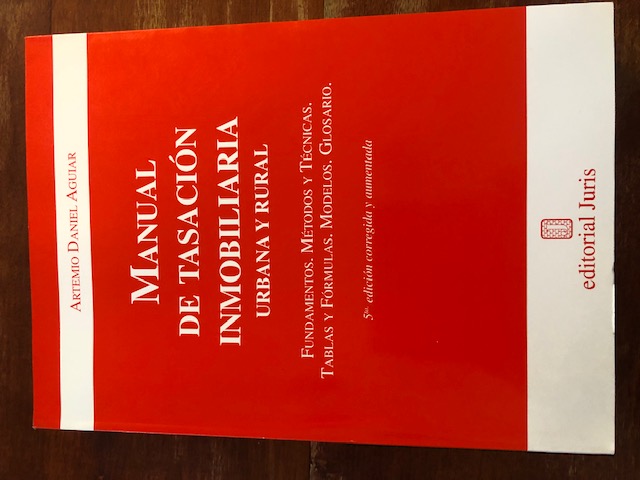 ARTEMIO DANIEL AGUIAR
MANUAL
DE TASACIÓN
INMOBILIARIA
URBANA Y RURAL
FUNDAMENTOS. MÉTODOS Y TÉCNICAS.
TABLAS Y FÓRMULAS. MODELOS. GLOSARIO.
5ta. edición corregida y aumentada
editorial Juris